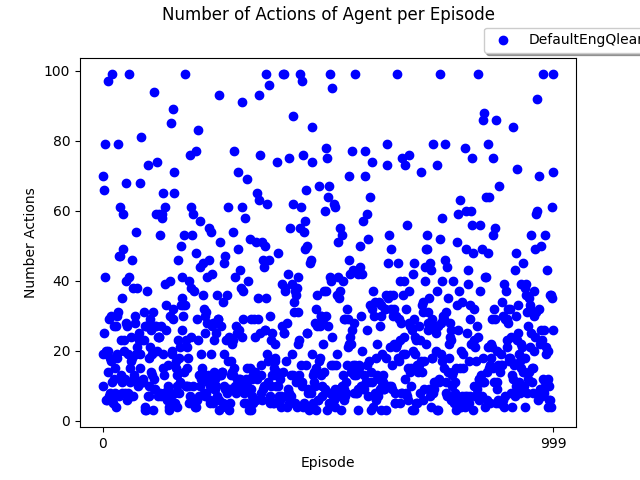 Number of Actions of Agent per Episode
DefaultEngQlear
100
80
60
40
20
0
Number Actions
0
999
Episode